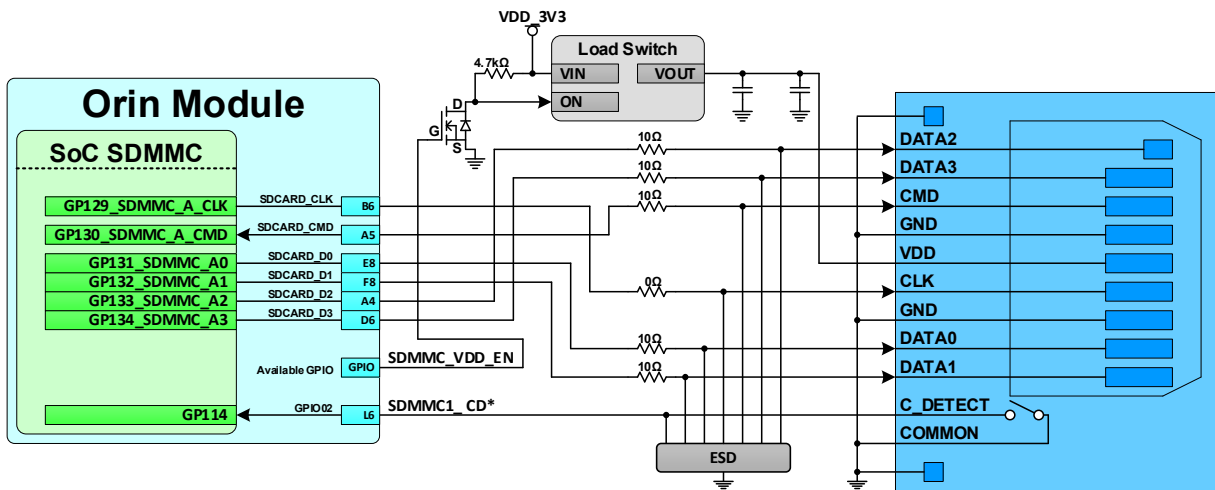 VDD_3V3
Load Switch
4.7kΩ
VIN
VOUT
ON
Orin Module
D
G
S
SoC SDMMC
10Ω
DATA2
10Ω
DATA3
GP129_SDMMC_A_CLK
SDCARD_CLK
B6
10Ω
CMD
GP130_SDMMC_A_CMD
SDCARD_CMD
A5
GND
GP131_SDMMC_A0
SDCARD_D0
E8
VDD
GP132_SDMMC_A1
SDCARD_D1
F8
0Ω
CLK
GP133_SDMMC_A2
SDCARD_D2
A4
GP134_SDMMC_A3
SDCARD_D3
D6
GND
10Ω
DATA0
Available GPIO
GPIO
SDMMC_VDD_EN
10Ω
DATA1
GP114
GPIO02
L6
SDMMC1_CD*
C_DETECT
COMMON
ESD